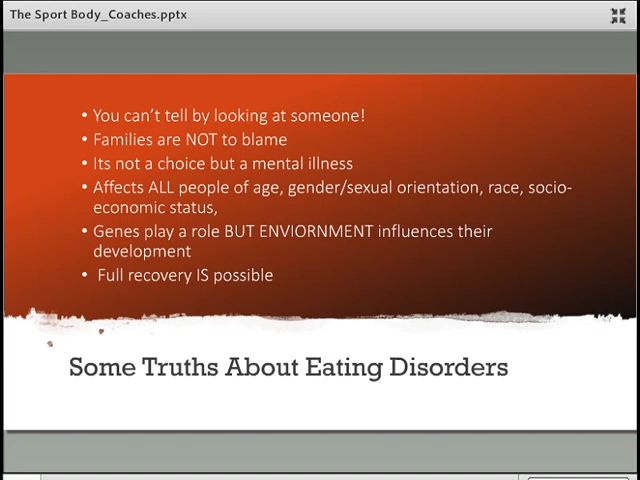 The Sport Body_Coaches.pptx
• You can't tell by looking at someone!
• Families are NOT to blame
• Its not a choice but a mental illness
• Affects ALL people of age, gender/sexual orientation, race, socio-
economic status,
• Genes play a role BUT ENVIORNMENT influences their
development
• Full recovery IS possible
Some Truths About Eating Disorders